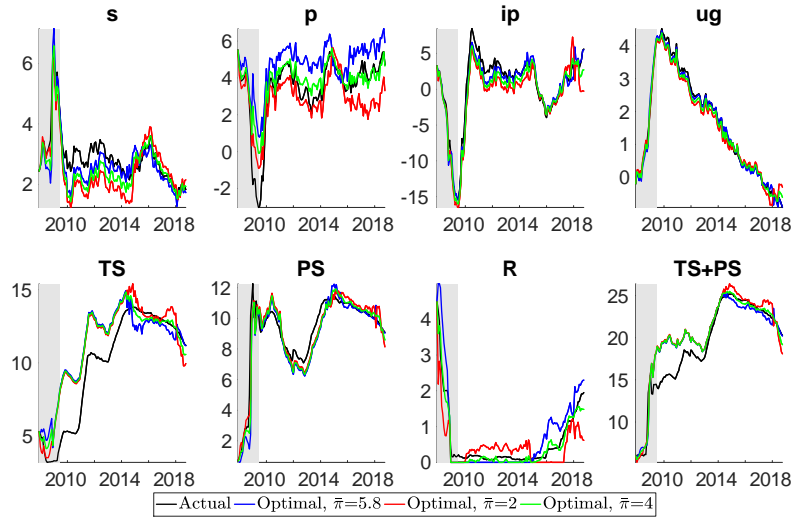 s p ip ug
6 4 2
6 4 2 0 -2
5 0 -5 -10 -15
4 3 2 1 0
2010 2014 2018 2010 2014 2018 2010 2014 2018 2010 2014 2018
TS PS R TS+PS
15 10 5
12 10 8 6 4 2
4 3 2 1 0
25 20 15 10
2010 2014 2018 2010 2014 2018 2010 2014 2018 2010 2014 2018
Actual Optimal, π̄=5.8 Optimal, π̄=2 Optimal, π̄=4